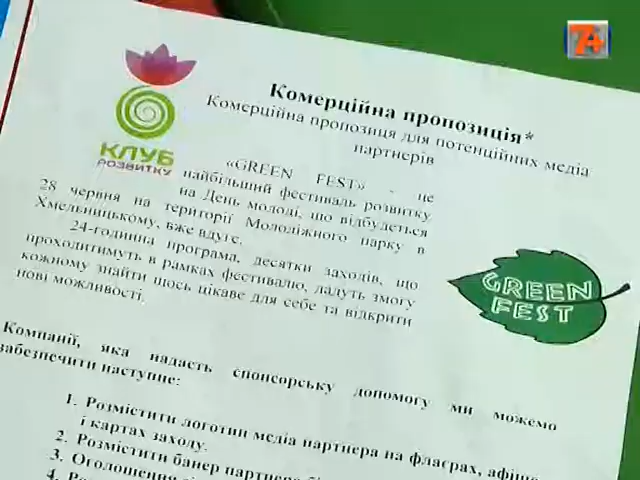 7+
Комерційна пропозиція*
Комерційна пропозиця для потенційних медіа
партнерів
КЛУБ
РОЗВИТКУ
«GREEN FEST» - це
найбільший фестиваль розвитку
на День молоді, що відбудеться
28 червня на території Молодіжного парку в
Хмельницькому, вже вдуге.
24-годинна програма, десятки заходів, що
проходитимуть в рамках фестивалю, дадуть змогу
кожному знайти щось цікаве для себе та відкрити
нові можливості.
GREEN
FEST
Компанії, яка надасть спонсорську допомогу ми можемо
забезпечити наступне:
1. Розмістити логотип медіа партнера на флаєрах, афіше
і картах заходу.
2. Розмістити банер партнера
3. Оголошення
4.